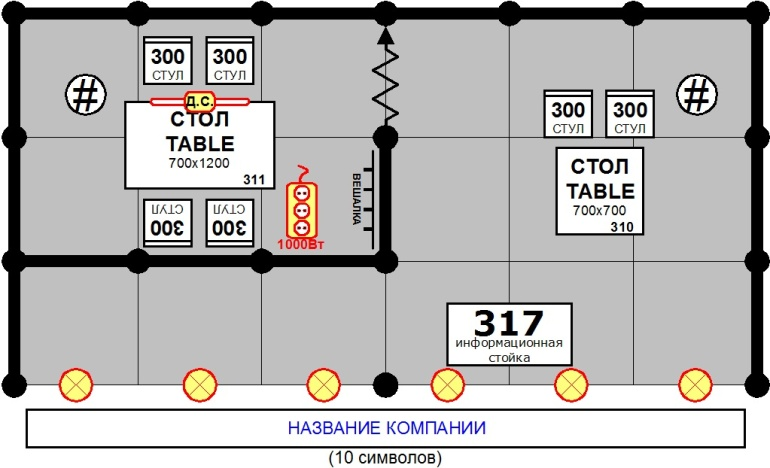 300
СТУЛ
300
СТУЛ
#
Д.С.
СТОЛ
TABLE
700x1200
311
300
СТУЛ
300
СТУЛ
1000Вт
ВЕШАЛКА
#
300
СТУЛ
300
СТУЛ
СТОЛ
TABLE
700x700
310
317
информационная
стойка
НАЗВАНИЕ КОМПАНИИ
(10 символов)